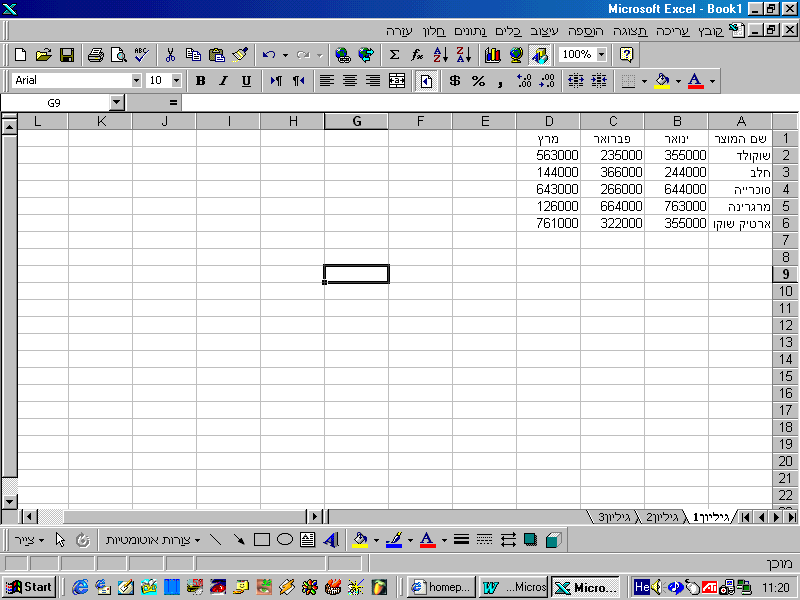 Microsoft Excel - Book1
קובץ עריכה תצוגה הוספה עיצוב כלים נתונים חלון עזרה
100%
Arial 10 B I U $ % ,
G9 =
A B C D E F G H I J K L
1 שם המוצר ינואר פברואר מרץ
2 שוקולד 355000 235000 563000
3 חלב 244000 366000 144000
4 סוכרייה 644000 266000 643000
5 מרגרינה 763000 664000 126000
6 ארטיק שוקו 355000 322000 761000
7
8
9
10
11
12
13
14
15
16
17
18
19
20
21
22
גיליון1 גיליון2 גיליון3
צייר צורות אוטומטיות
מוכן
Start homep... ...Micros Micro... He 11:20